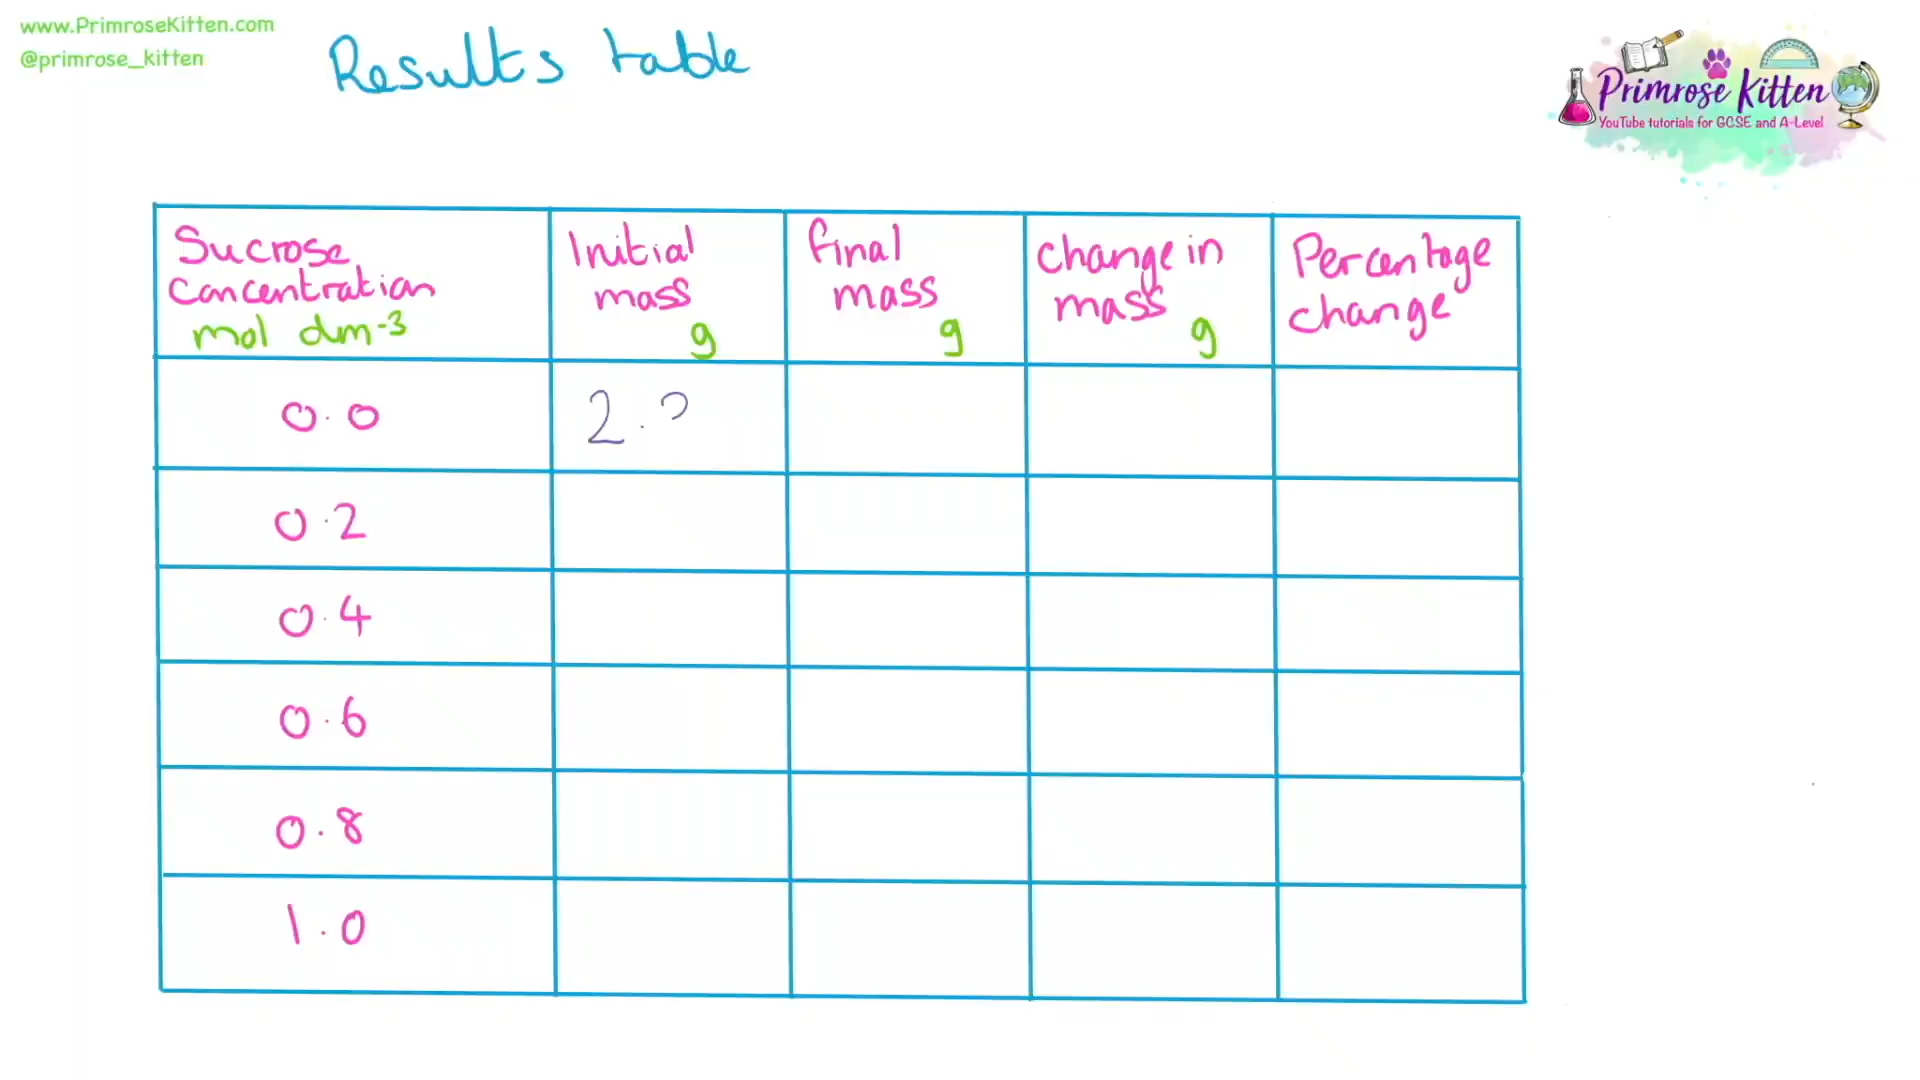 www.PrimroseKitten.com
@primrose_kitten
Results table
Primrose Kitten
YouTube tutorials for GCSE and A-Level
Sucrose
concentration
mol dm-3
Initial
mass
g
final
mass
g
change in
mass
g
Percentage
change
0.0
2.
0.2
0.4
0.6
0.8
1.0